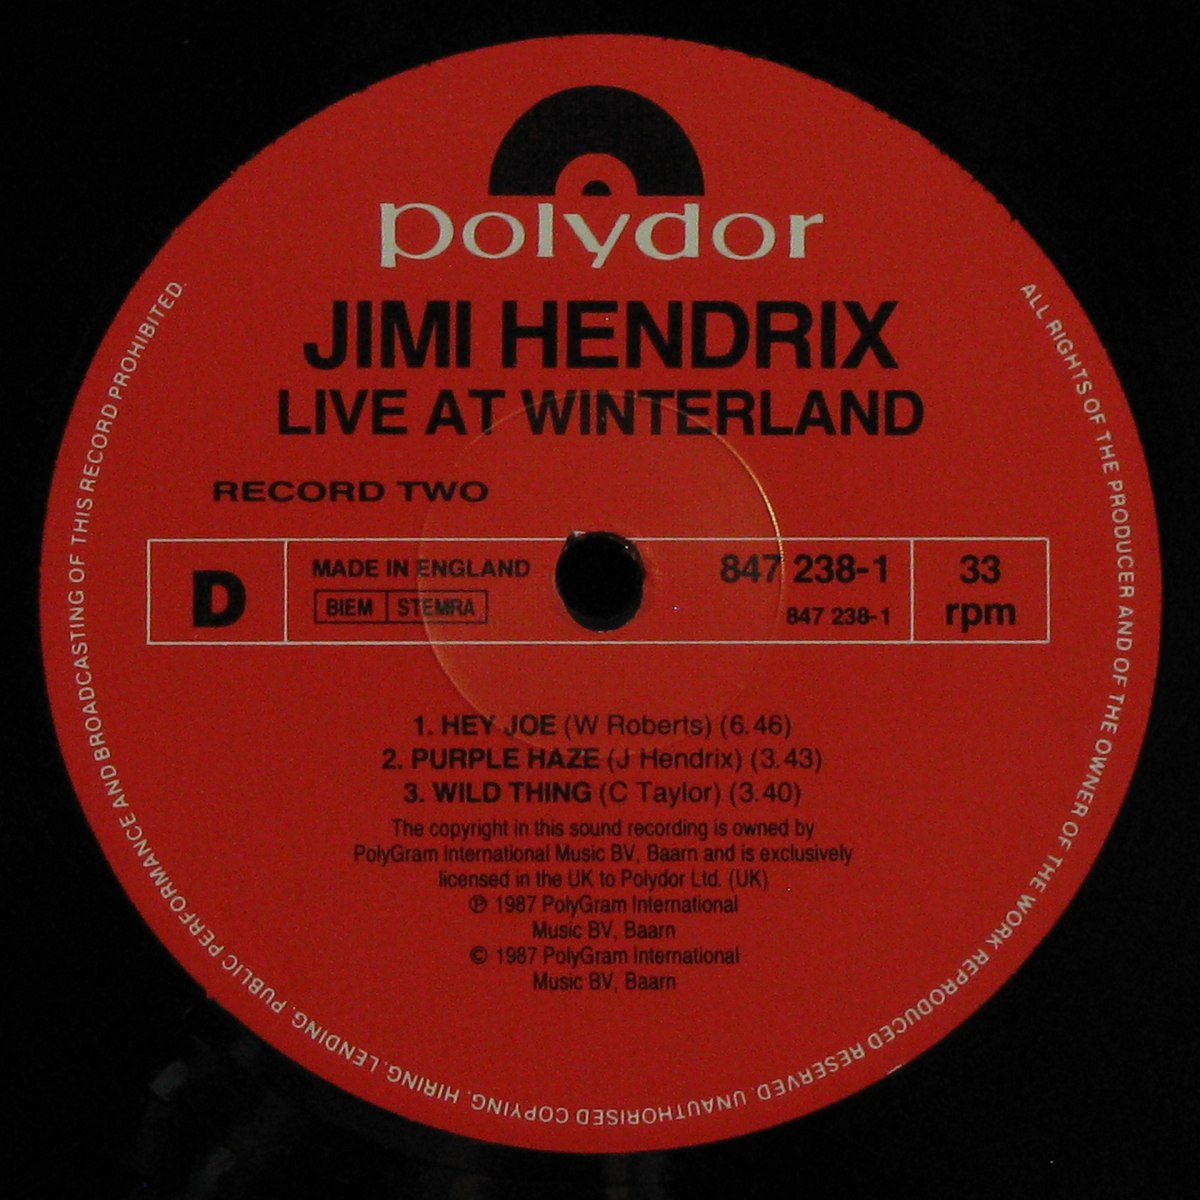 polydor
JIMI HENDRIX
LIVE AT WINTERLAND
RECORD TWO
D
MADE IN ENGLAND
BIEM STEMRA
847 238-1
847 238-1
33
rpm
1. HEY JOE (W Roberts) (6.46)
2. PURPLE HAZE (J Hendrix) (3.43)
3. WILD THING (C Taylor) (3.40)
The copyright in this sound recording is owned by
PolyGram International Music BV, Baarn and is exclusively
licensed in the UK to Polydor Ltd. (UK)
℗ 1987 PolyGram International
Music BV, Baarn
© 1987 PolyGram International
Music BV, Baarn
ALL RIGHTS OF THE PRODUCER AND OF THE OWNER OF THE WORK REPRODUCED RESERVED. UNAUTHORISED COPYING, HIRING, LENDING, PUBLIC PERFORMANCE AND BROADCASTING OF THIS RECORD PROHIBITED.